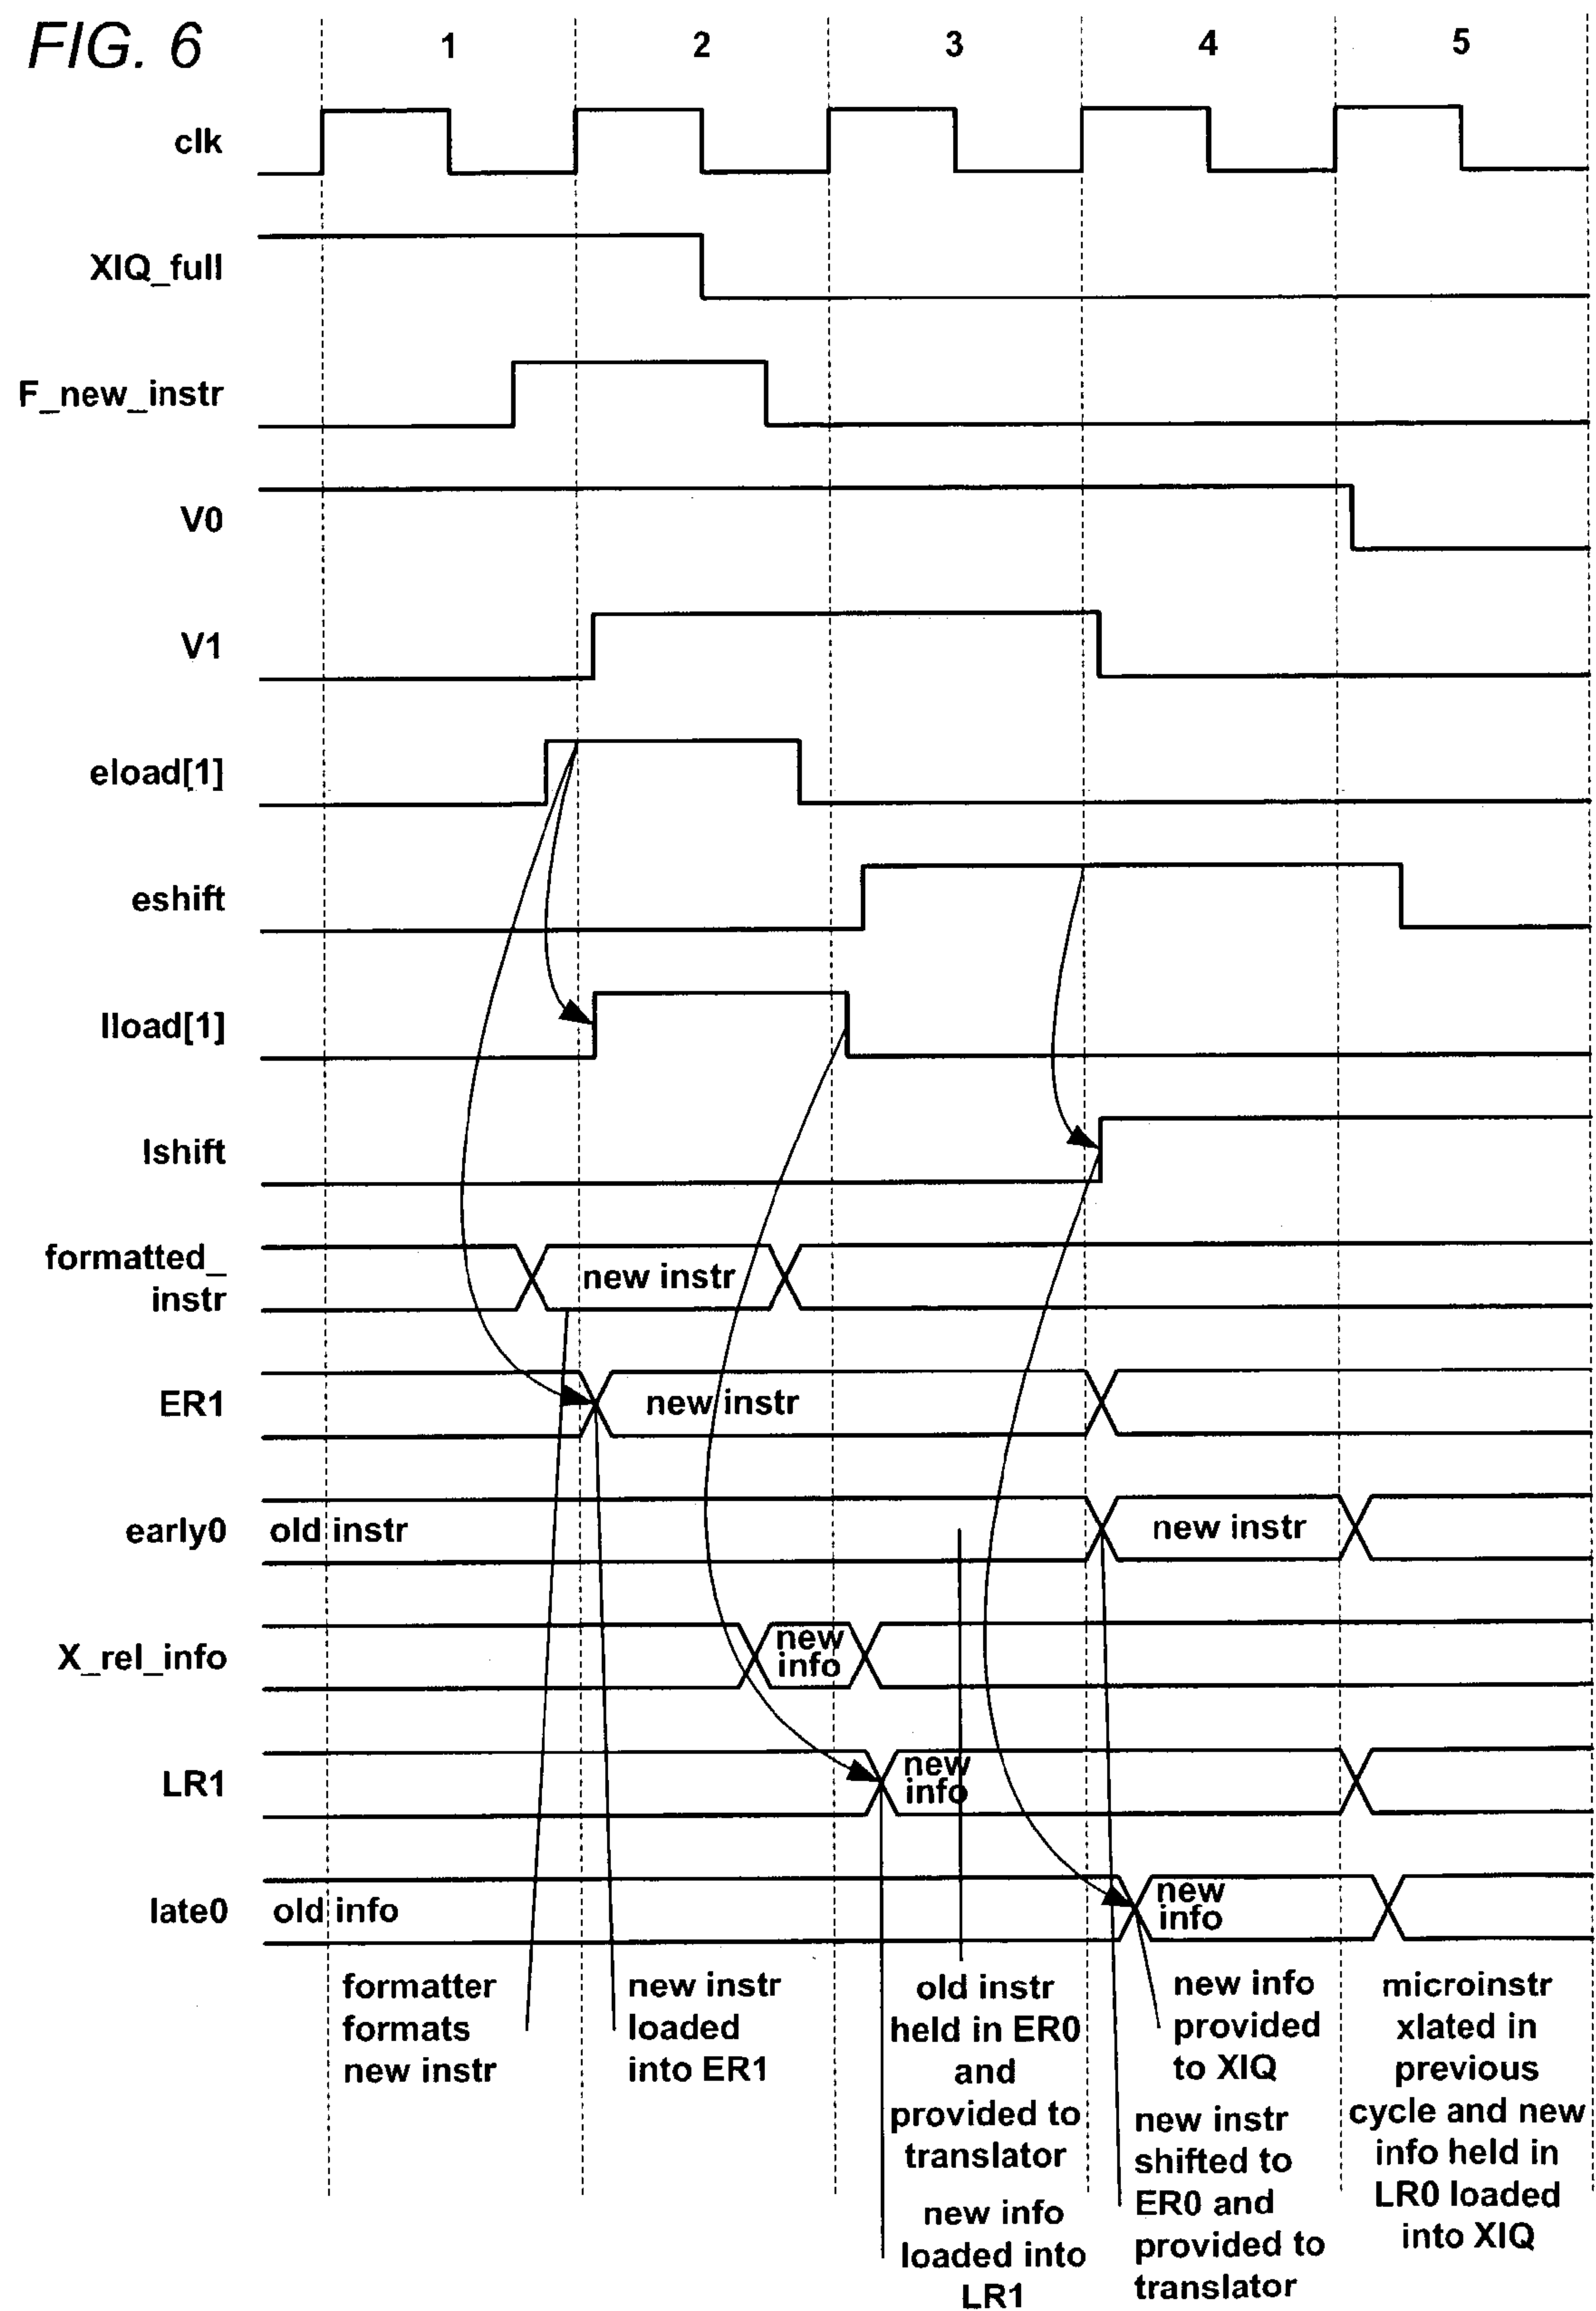 FIG. 6
1 2 3 4 5
clk
XIQ_full
F_new_instr
V0
V1
eload[1]
eshift
lload[1]
lshift
formatted_
instr
new instr
ER1
new instr
early0
old instr
new instr
X_rel_info
new
info
LR1
new
info
late0
old info
new
info
formatter
formats
new instr
new instr
loaded
into ER1
old instr
held in ER0
and
provided to
translator
new info
loaded into
LR1
new info
provided
to XIQ
new instr
shifted to
ER0 and
provided to
translator
microinstr
xlated in
previous
cycle and new
info held in
LR0 loaded
into XIQ